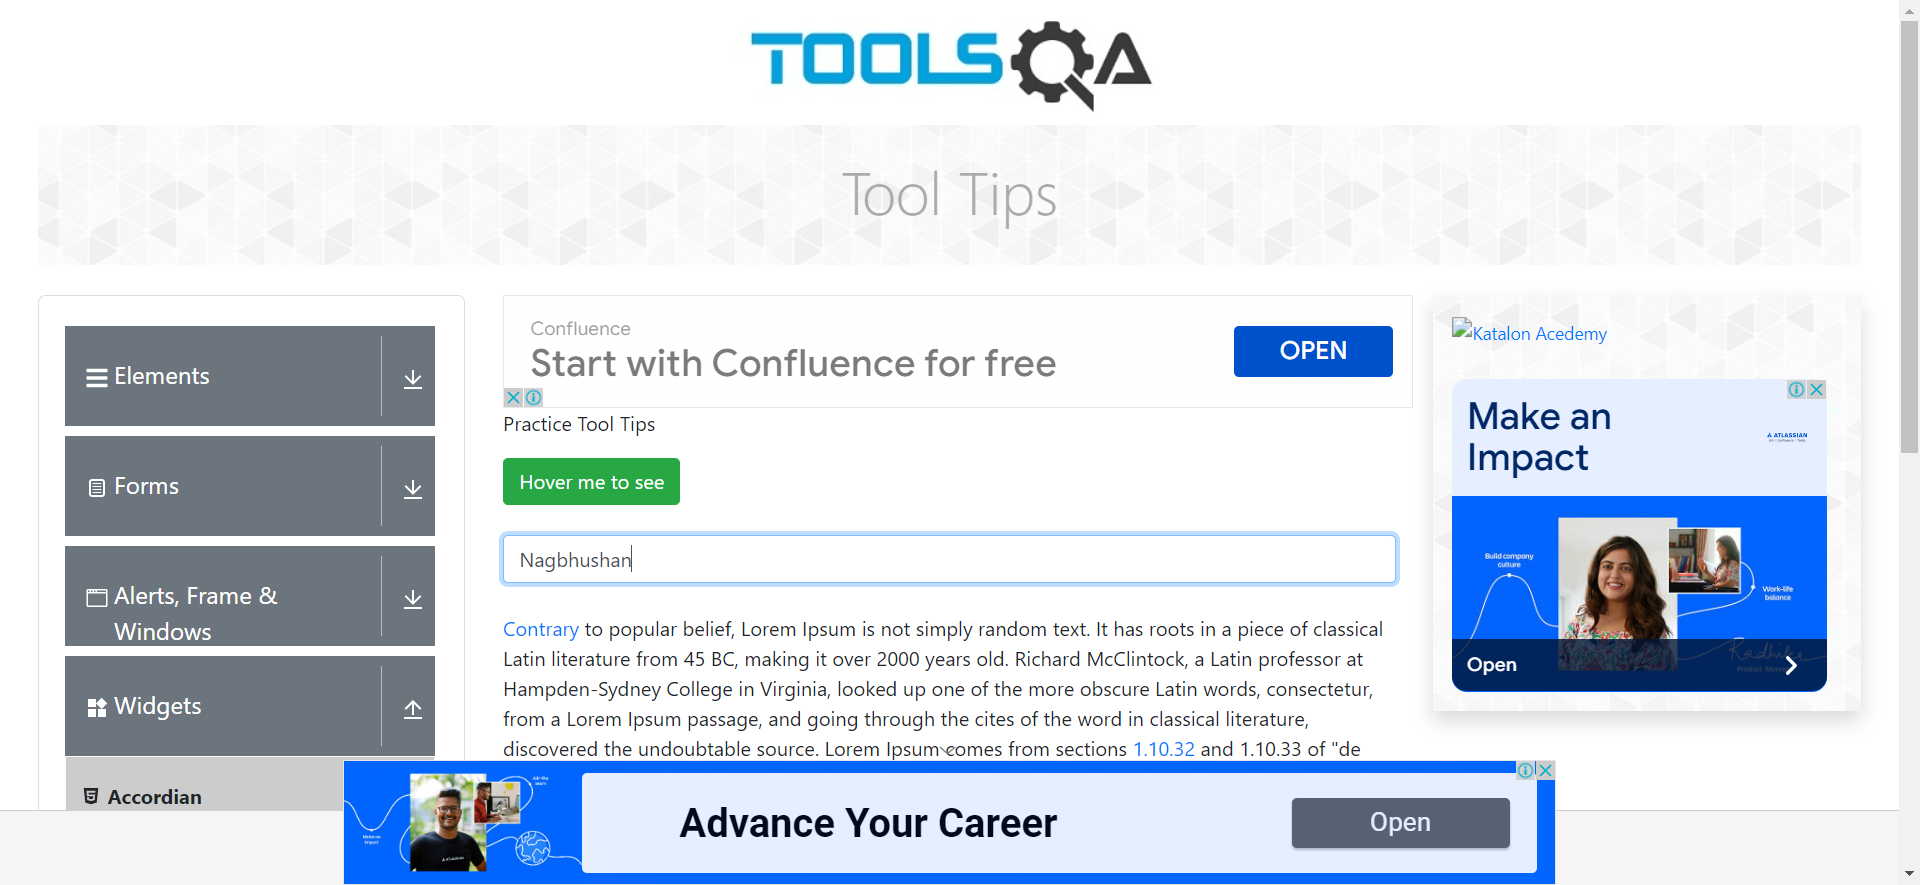 TOOLSQA
Tool Tips
Elements
Forms
Alerts, Frame &
Windows
Widgets
Accordian
Confluence
Start with Confluence for free
OPEN
Practice Tool Tips
Hover me to see
Nagbhushan
Contrary to popular belief, Lorem Ipsum is not simply random text. It has roots in a piece of classical
Latin literature from 45 BC, making it over 2000 years old. Richard McClintock, a Latin professor at
Hampden-Sydney College in Virginia, looked up one of the more obscure Latin words, consectetur,
from a Lorem Ipsum passage, and going through the cites of the word in classical literature,
discovered the undoubtable source. Lorem Ipsum comes from sections 1.10.32 and 1.10.33 of "de
Katalon Acedemy
Make an
Impact
ATLASSIAN
Build company
culture
Work-life
balance
Radhika
Open
Advance Your Career
Open